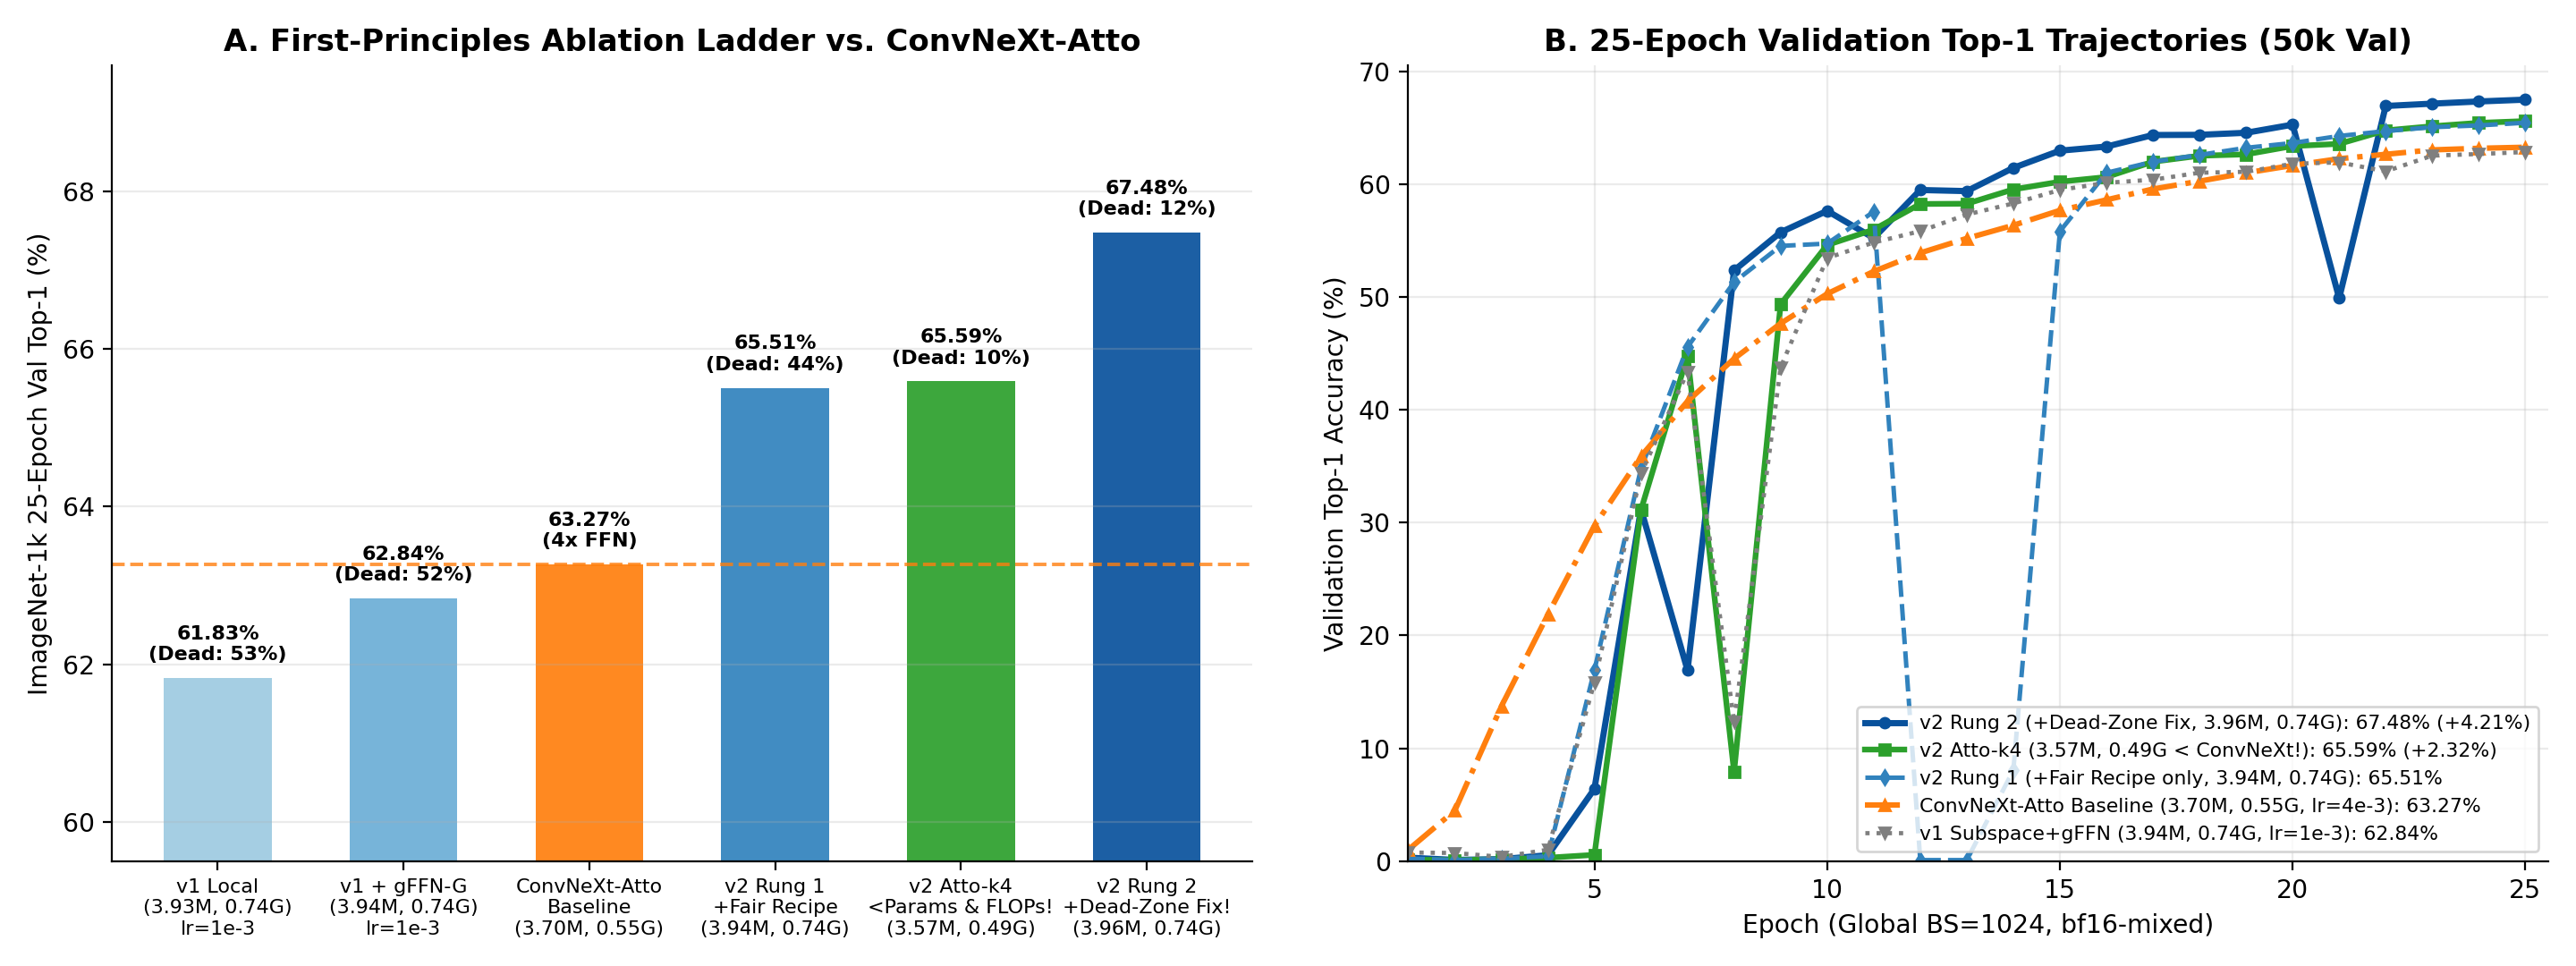 A. First-Principles Ablation Ladder vs. ConvNeXt-Atto
ImageNet-1k 25-Epoch Val Top-1 (%)
68
66
64
62
60
61.83%
(Dead: 53%)
62.84%
(Dead: 52%)
63.27%
(4x FFN)
65.51%
(Dead: 44%)
65.59%
(Dead: 10%)
67.48%
(Dead: 12%)
v1 Local
(3.93M, 0.74G)
lr=1e-3
v1 + gFFN-G
(3.94M, 0.74G)
lr=1e-3
ConvNeXt-Atto
Baseline
(3.70M, 0.55G)
v2 Rung 1
+Fair Recipe
(3.94M, 0.74G)
v2 Atto-k4
<Params & FLOPs!
(3.57M, 0.49G)
v2 Rung 2
+Dead-Zone Fix!
(3.96M, 0.74G)
B. 25-Epoch Validation Top-1 Trajectories (50k Val)
Validation Top-1 Accuracy (%)
70
60
50
40
30
20
10
0
v2 Rung 2 (+Dead-Zone Fix, 3.96M, 0.74G): 67.48% (+4.21%)
v2 Atto-k4 (3.57M, 0.49G < ConvNeXt!): 65.59% (+2.32%)
v2 Rung 1 (+Fair Recipe only, 3.94M, 0.74G): 65.51%
ConvNeXt-Atto Baseline (3.70M, 0.55G, lr=4e-3): 63.27%
v1 Subspace+gFFN (3.94M, 0.74G, lr=1e-3): 62.84%
5
10
15
20
25
Epoch (Global BS=1024, bf16-mixed)